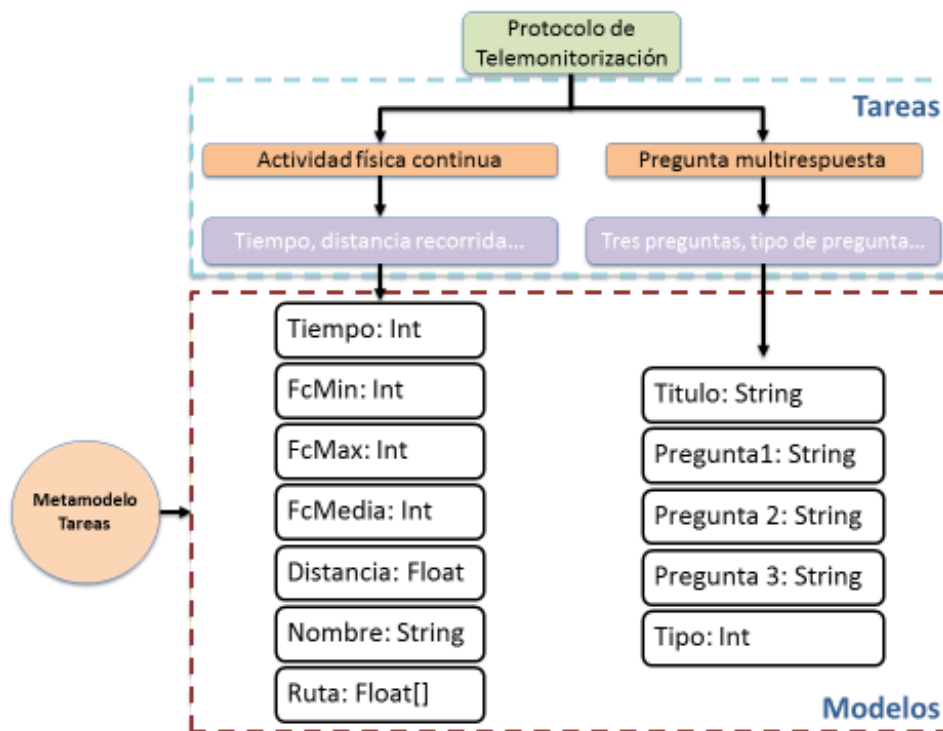 Protocolo de
Telemonitorización
Tareas
Actividad física continua
Pregunta multirespuesta
Tiempo, distancia recorrida...
Tres preguntas, tipo de pregunta...
Tiempo: Int
FcMin: Int
FcMax: Int
FcMedia: Int
Distancia: Float
Nombre: String
Ruta: Float[]
Titulo: String
Pregunta1: String
Pregunta 2: String
Pregunta 3: String
Tipo: Int
Metamodelo
Tareas
Modelos